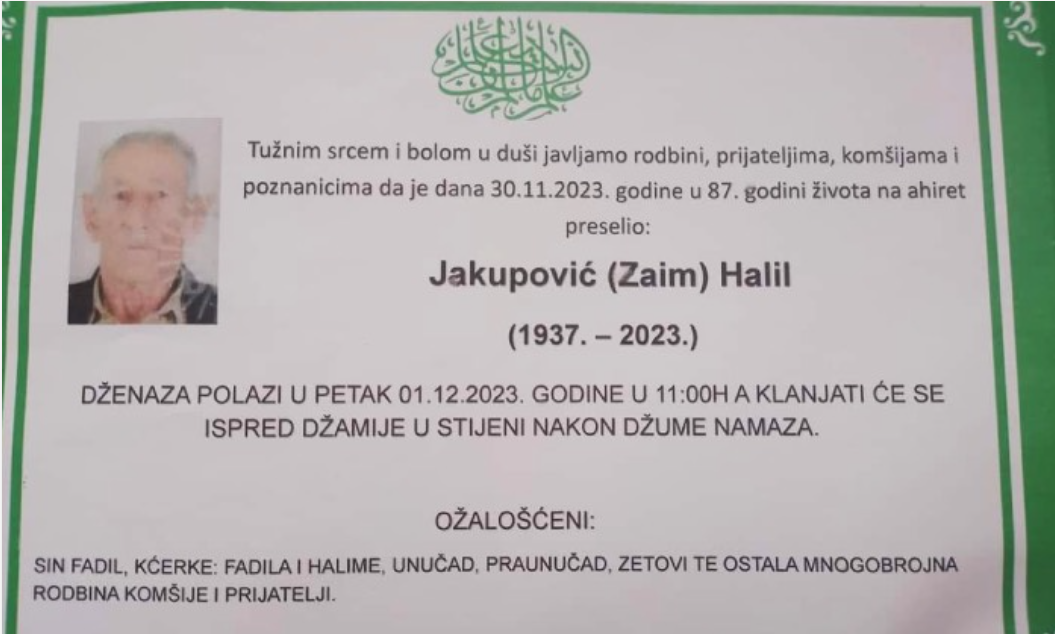 Tužnim srcem i bolom u duši javljamo rodbini, prijateljima, komšijama i
poznanicima da je dana 30.11.2023. godine u 87. godini života na ahiret
preselio:
Jakupović (Zaim) Halil
(1937. – 2023.)
DŽENAZA POLAZI U PETAK 01.12.2023. GODINE U 11:00H A KLANJATI ĆE SE
ISPRED DŽAMIJE U STIJENI NAKON DŽUME NAMAZA.
OŽALOŠĆENI:
SIN FADIL, KĆERKE: FADILA I HALIME, UNUČAD, PRAUNUČAD, ZETOVI TE OSTALA MNOGOBROJNA
RODBINA KOMŠIJE I PRIJATELJI.